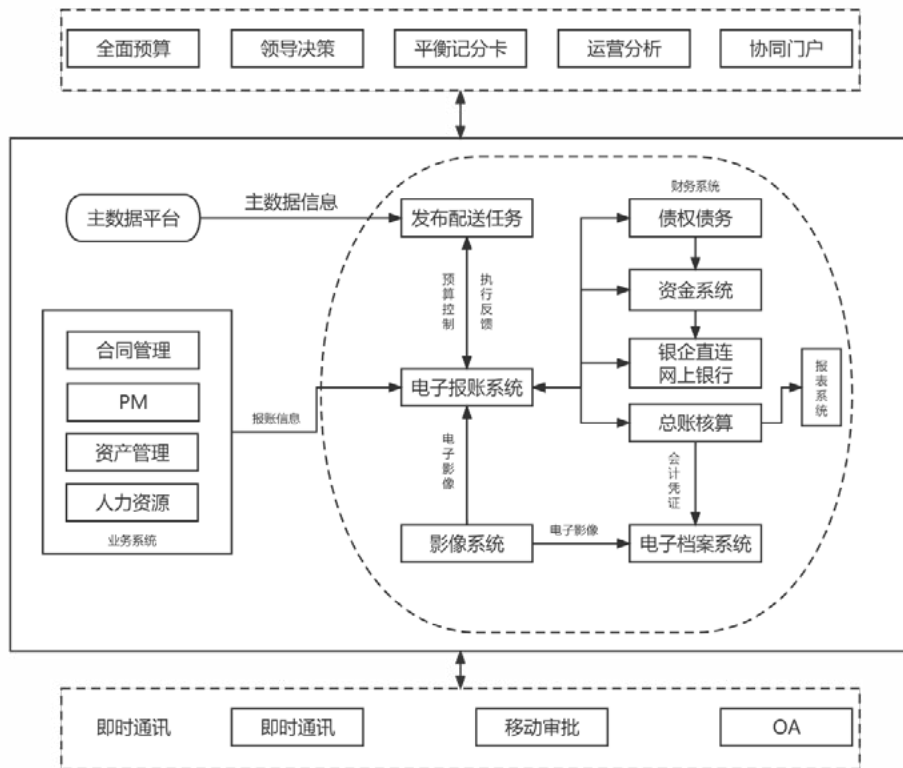 全面预算
领导决策
平衡记分卡
运营分析
协同门户
财务系统
主数据平台
主数据信息
发布配送任务
债权债务
预算控制
执行反馈
资金系统
合同管理
PM
资产管理
人力资源
业务系统
报账信息
电子报账系统
银企直连
网上银行
报表系统
总账核算
电子影像
会计凭证
影像系统
电子影像
电子档案系统
即时通讯
即时通讯
移动审批
OA